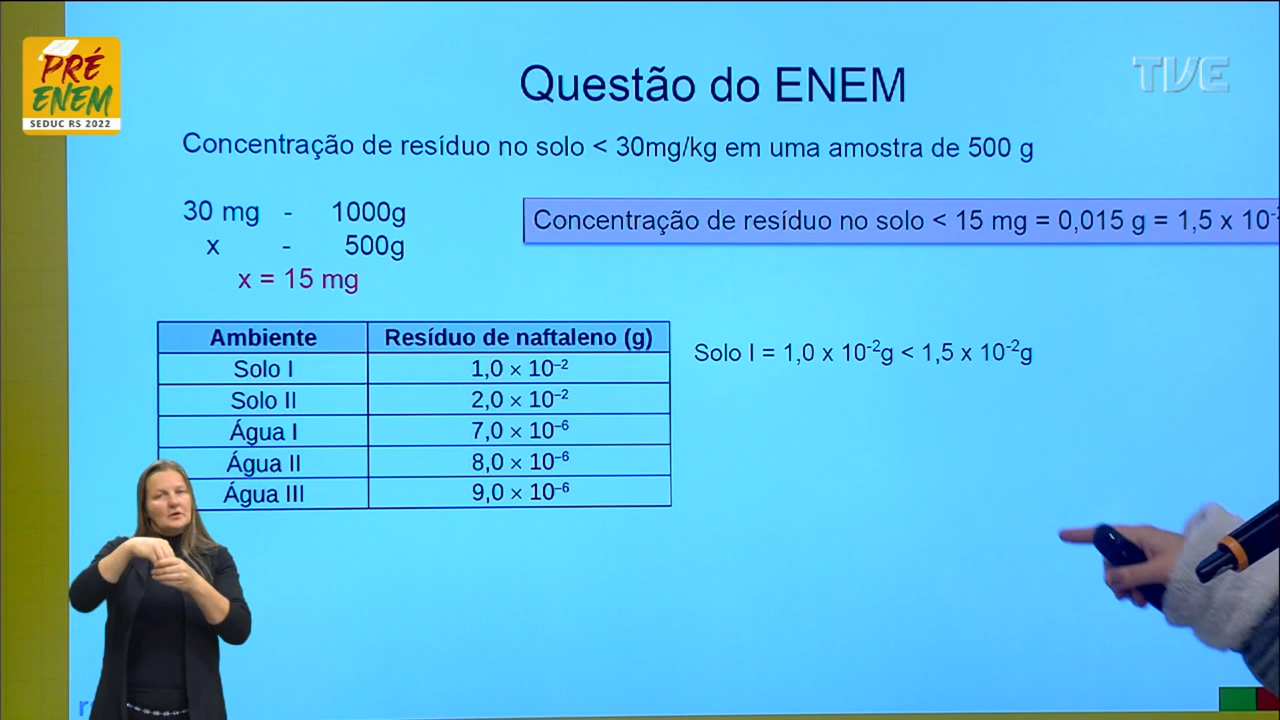 PRÉ
ENEM
SEDUC RS 2022
TVE
Questão do ENEM
Concentração de resíduo no solo < 30mg/kg em uma amostra de 500 g
30 mg - 1000g
x - 500g
x = 15 mg
Concentração de resíduo no solo < 15 mg = 0,015 g = 1,5 x 10
Ambiente Resíduo de naftaleno (g)
Solo I 1,0 × 10⁻²
Solo II 2,0 × 10⁻²
Água I 7,0 × 10⁻⁶
Água II 8,0 × 10⁻⁶
Água III 9,0 × 10⁻⁶
Solo I = 1,0 x 10⁻²g < 1,5 x 10⁻²g